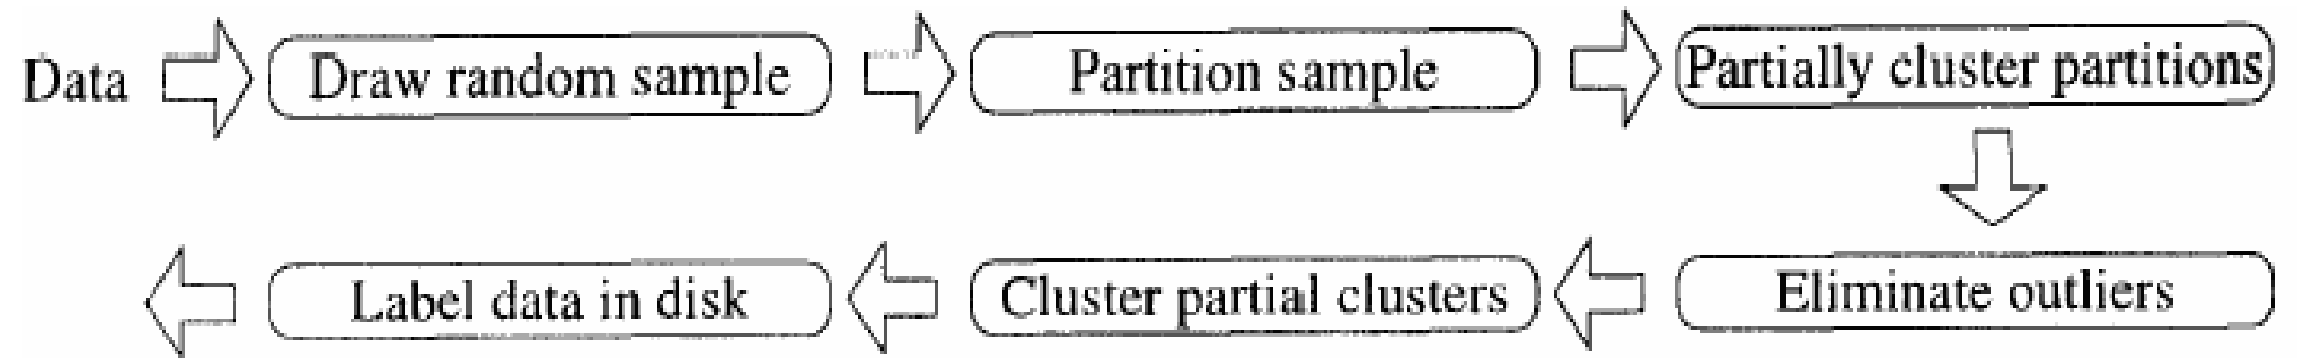 Data
Draw random sample
Partition sample
Partially cluster partitions
Label data in disk
Cluster partial clusters
Eliminate outliers